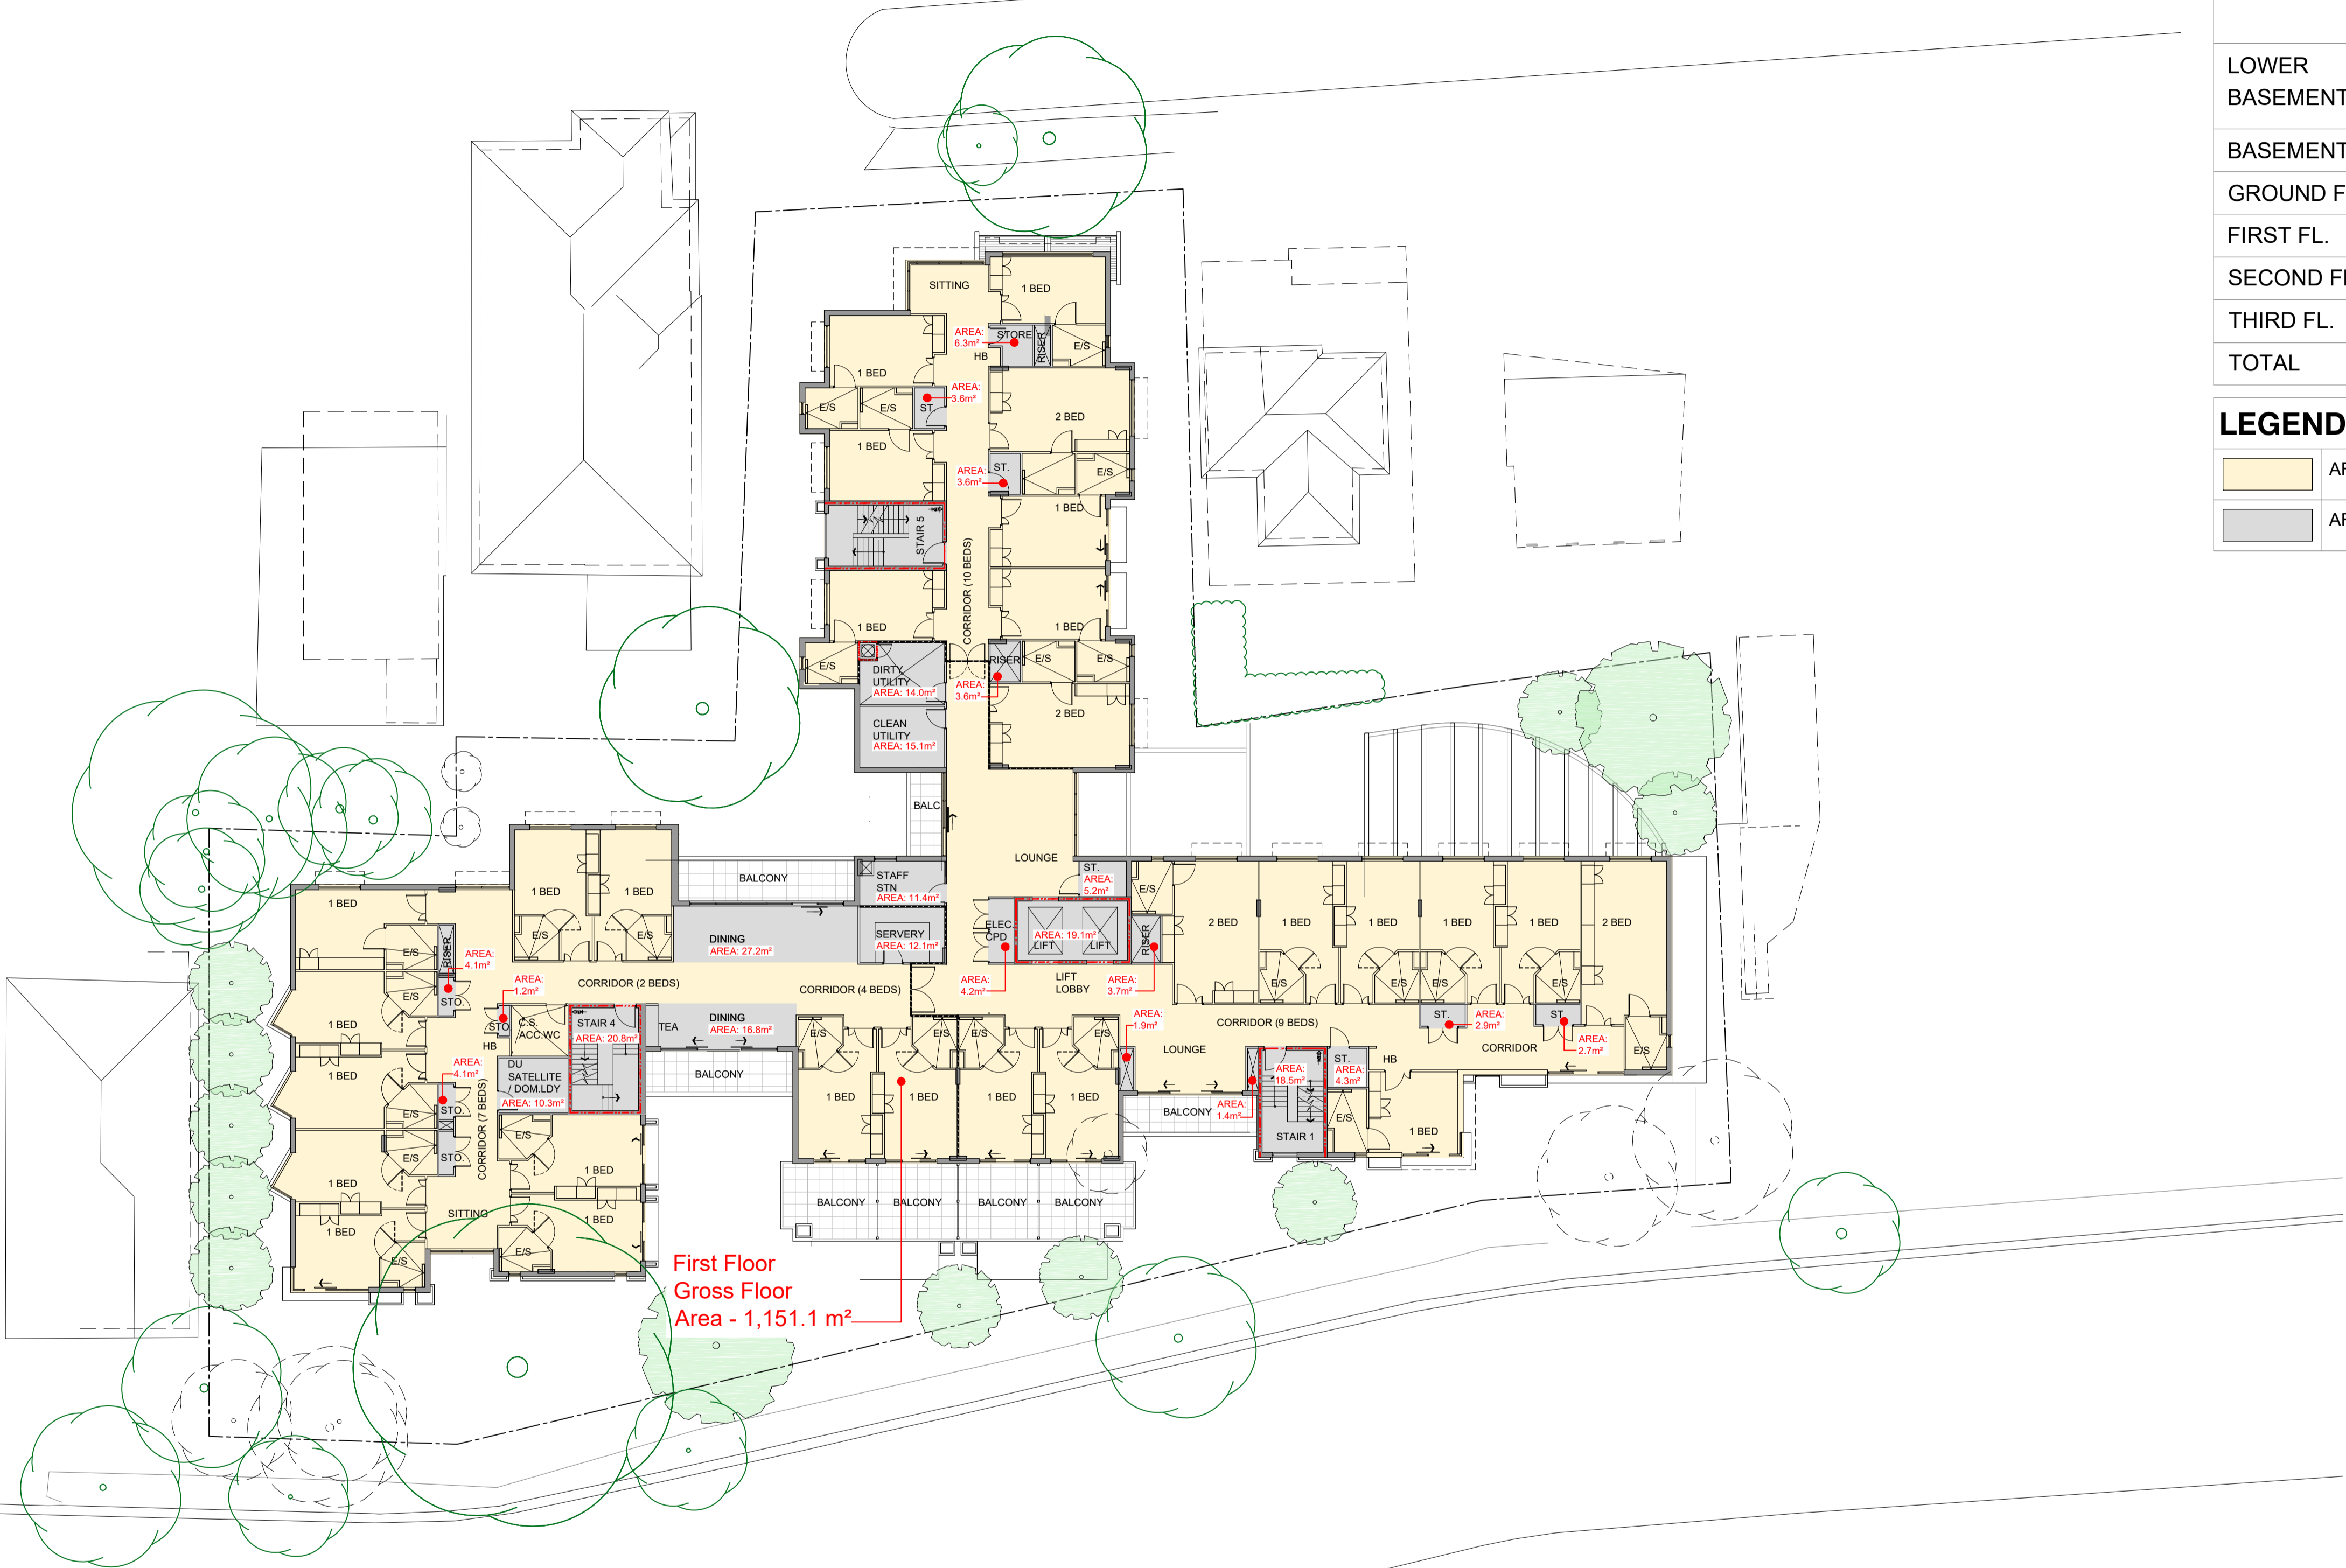 LOWER
BASEMENT
BASEMENT
GROUND F
FIRST FL.
SECOND F
THIRD FL.
TOTAL
LEGEND
SITTING
1 BED
AREA:
6.3m²
STORE
RISER
E/S
HB
1 BED
AREA:
3.6m²
E/S
E/S
ST.
2 BED
1 BED
AREA:
3.6m²
ST.
E/S
1 BED
STAIR 5
CORRIDOR (10 BEDS)
1 BED
1 BED
E/S
DIRTY
UTILITY
AREA: 14.0m²
RISER
E/S
E/S
AREA:
3.6m²
2 BED
CLEAN
UTILITY
AREA: 15.1m²
BALC
LOUNGE
BALCONY
STAFF
STN
AREA: 11.4m²
ST.
AREA:
5.2m²
1 BED
1 BED
1 BED
E/S
E/S
E/S
2 BED
1 BED
1 BED
1 BED
1 BED
2 BED
DINING
AREA: 27.2m²
SERVERY
AREA: 12.1m²
ELEC.
CPD
AREA: 19.1m²
LIFT
LIFT
RISER
E/S
RISER
AREA:
4.1m²
CORRIDOR (2 BEDS)
CORRIDOR (4 BEDS)
AREA:
4.2m²
LIFT
LOBBY
AREA:
3.7m²
E/S
E/S
E/S
E/S
E/S
STO.
AREA:
1.2m²
1 BED
STO
C.S.
ACC.WC
STAIR 4
AREA: 20.8m²
TEA
DINING
AREA: 16.8m²
E/S
E/S
E/S
E/S
AREA:
1.9m²
CORRIDOR (9 BEDS)
ST.
AREA:
2.9m²
ST.
AREA:
2.7m²
HB
LOUNGE
CORRIDOR
E/S
AREA:
4.1m²
1 BED
DU
SATELLITE
/ DOM.LDY
AREA: 10.3m²
BALCONY
AREA:
18.5m²
ST.
AREA:
4.3m²
HB
E/S
STO.
CORRIDOR (7 BEDS)
1 BED
1 BED
1 BED
1 BED
BALCONY
AREA:
1.4m²
STAIR 1
E/S
1 BED
E/S
STO.
E/S
1 BED
1 BED
BALCONY
BALCONY
BALCONY
BALCONY
SITTING
1 BED
1 BED
E/S
E/S
First Floor
Gross Floor
Area - 1,151.1 m²